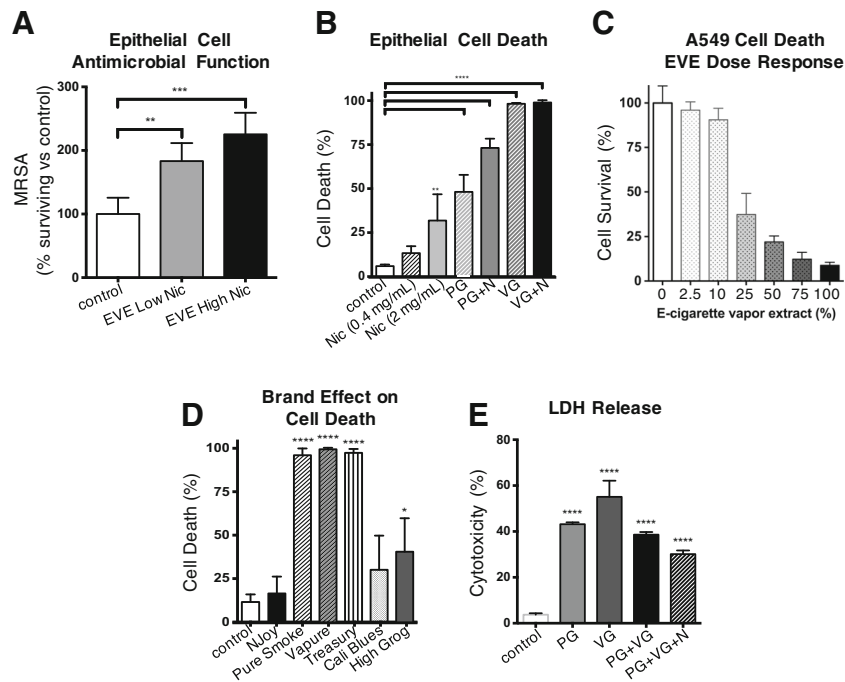 A
Epithelial Cell
Antimicrobial Function
MRSA
(% surviving vs control)
300
200
100
0
**
***
control
EVE Low Nic
EVE High Nic
B
Epithelial Cell Death
Cell Death (%)
100
75
50
25
0
**
****
control
Nic (0.4 mg/mL)
Nic (2 mg/mL)
PG
PG+N
VG
VG+N
C
A549 Cell Death
EVE Dose Response
Cell Survival (%)
100
75
50
25
0
0 2.5 10 25 50 75 100
E-cigarette vapor extract (%)
D
Brand Effect on
Cell Death
Cell Death (%)
100
75
50
25
0
**** **** ****
*
control
NJoy
Pure Smoke
Vapure
Treasury
Cali Blues
High Grog
E
LDH Release
Cytotoxicity (%)
80
60
40
20
0
****
****
****
****
control
PG
VG
PG+VG
PG+VG+N